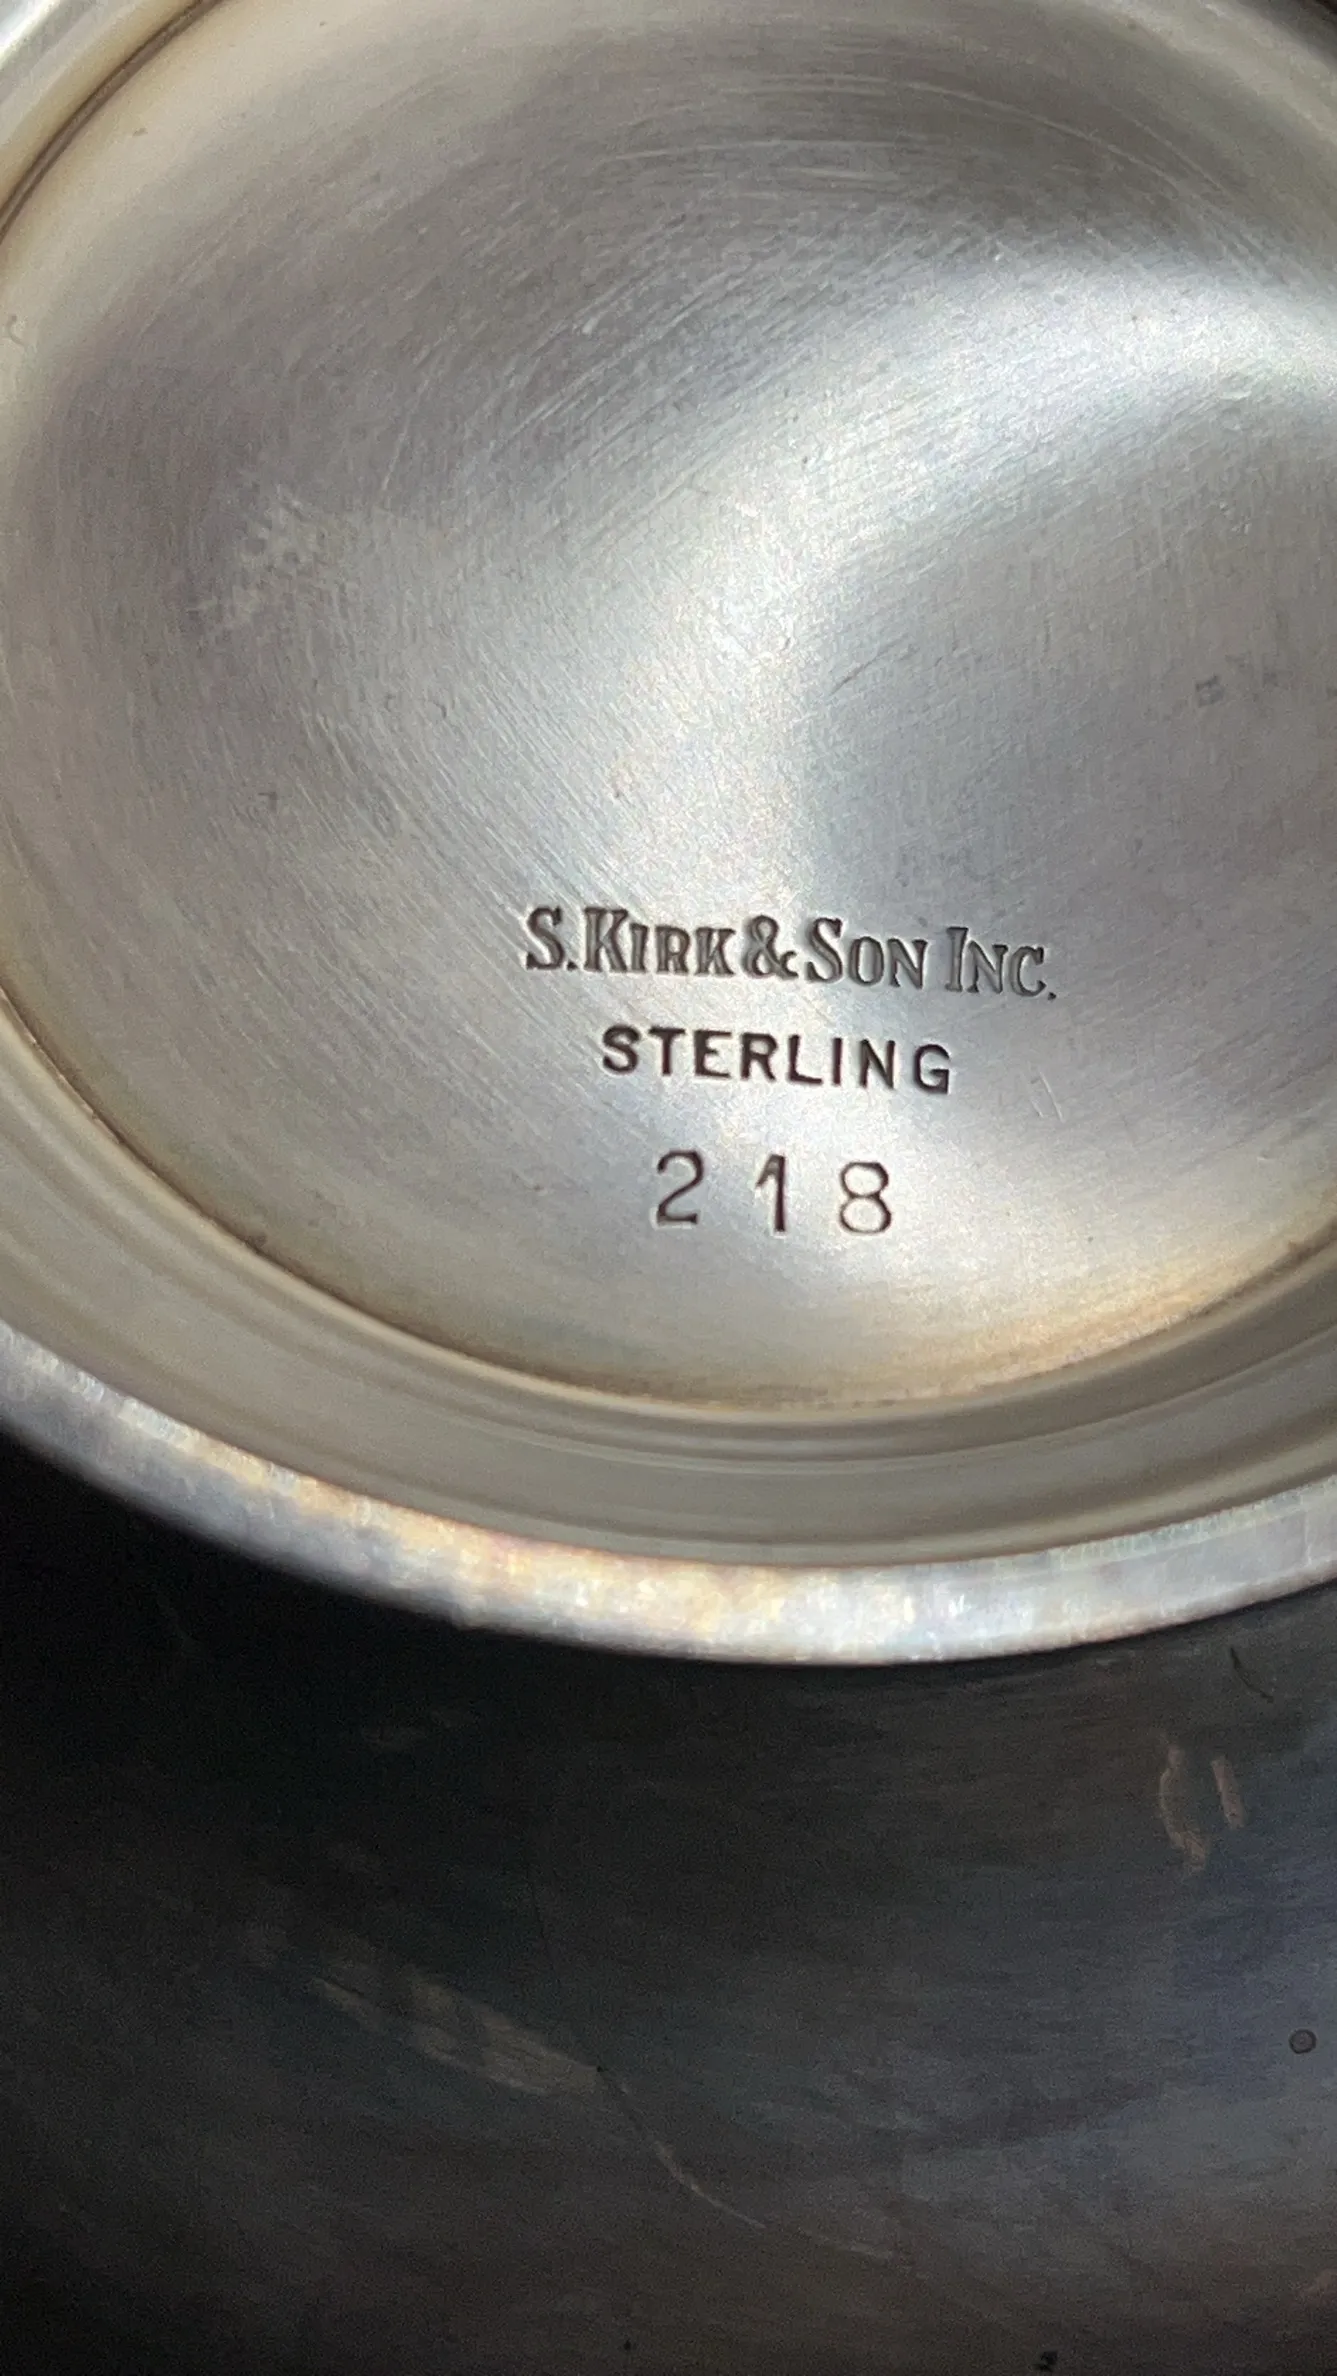 S. KIRK & SON INC.
STERLING
218